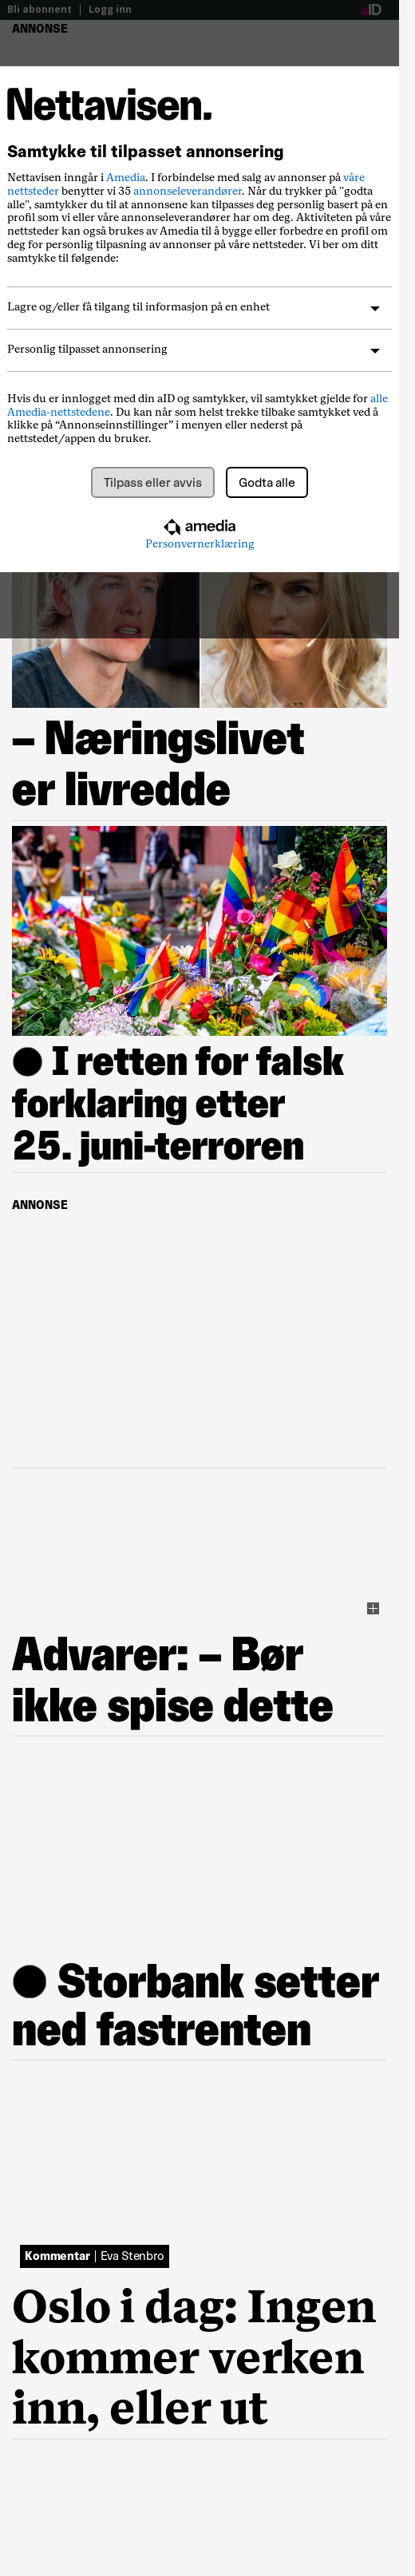 Bli abonnent | Logg inn
aID
ANNONSE
Nettavisen.
Samtykke til tilpasset annonsering
Nettavisen inngår i Amedia. I forbindelse med salg av annonser på våre
nettsteder benytter vi 35 annonseleverandører. Når du trykker på "godta
alle", samtykker du til at annonsene kan tilpasses deg personlig basert på en
profil som vi eller våre annonseleverandører har om deg. Aktiviteten på våre
nettsteder kan også brukes av Amedia til å bygge eller forbedre en profil om
deg for personlig tilpasning av annonser på våre nettsteder. Vi ber om ditt
samtykke til følgende:
Lagre og/eller få tilgang til informasjon på en enhet
Personlig tilpasset annonsering
Hvis du er innlogget med din aID og samtykker, vil samtykket gjelde for alle
Amedia-nettstedene. Du kan når som helst trekke tilbake samtykket ved å
klikke på “Annonseinnstillinger” i menyen eller nederst på
nettstedet/appen du bruker.
Tilpass eller avvis
Godta alle
amedia
Personvernerklæring
– Næringslivet
er livredde
I retten for falsk
forklaring etter
25. juni-terroren
ANNONSE
Advarer: – Bør
ikke spise dette
Storbank setter
ned fastrenten
Kommentar | Eva Stenbro
Oslo i dag: Ingen
kommer verken
inn, eller ut